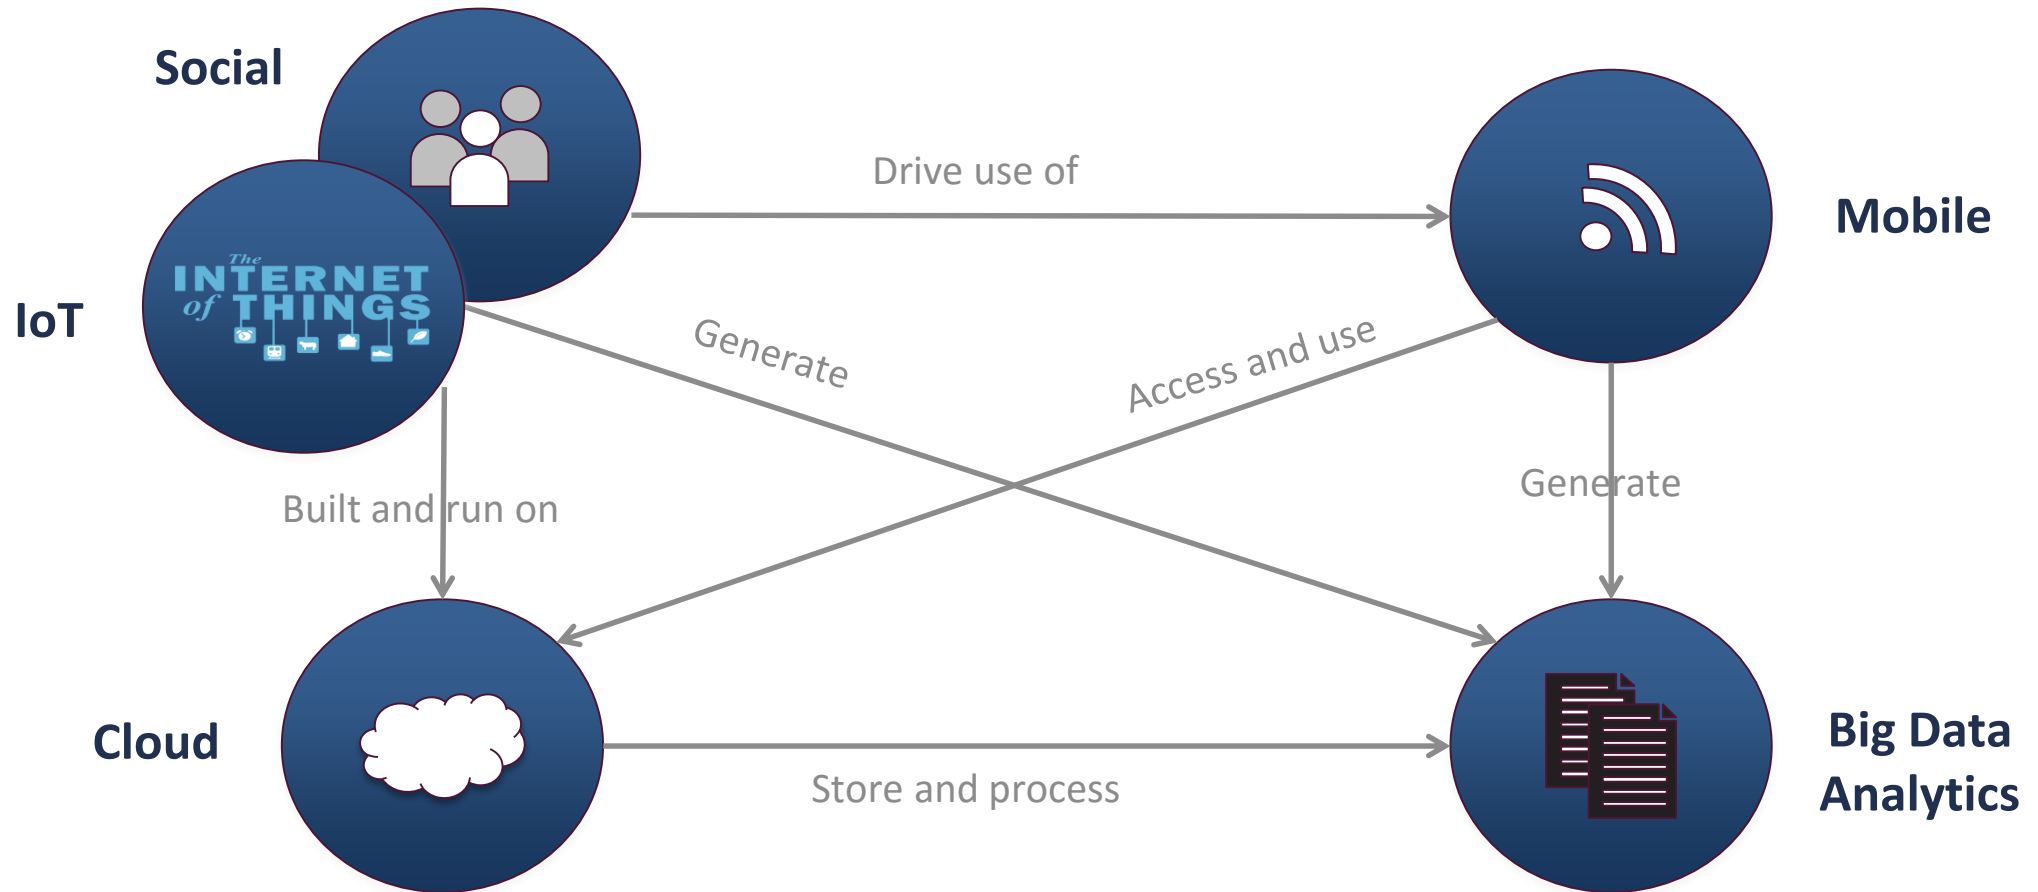 Social
Drive use of
Mobile
The
INTERNET
of THINGS
IoT
Generate
Access and use
Built and run on
Generate
Cloud
Store and process
Big Data
Analytics